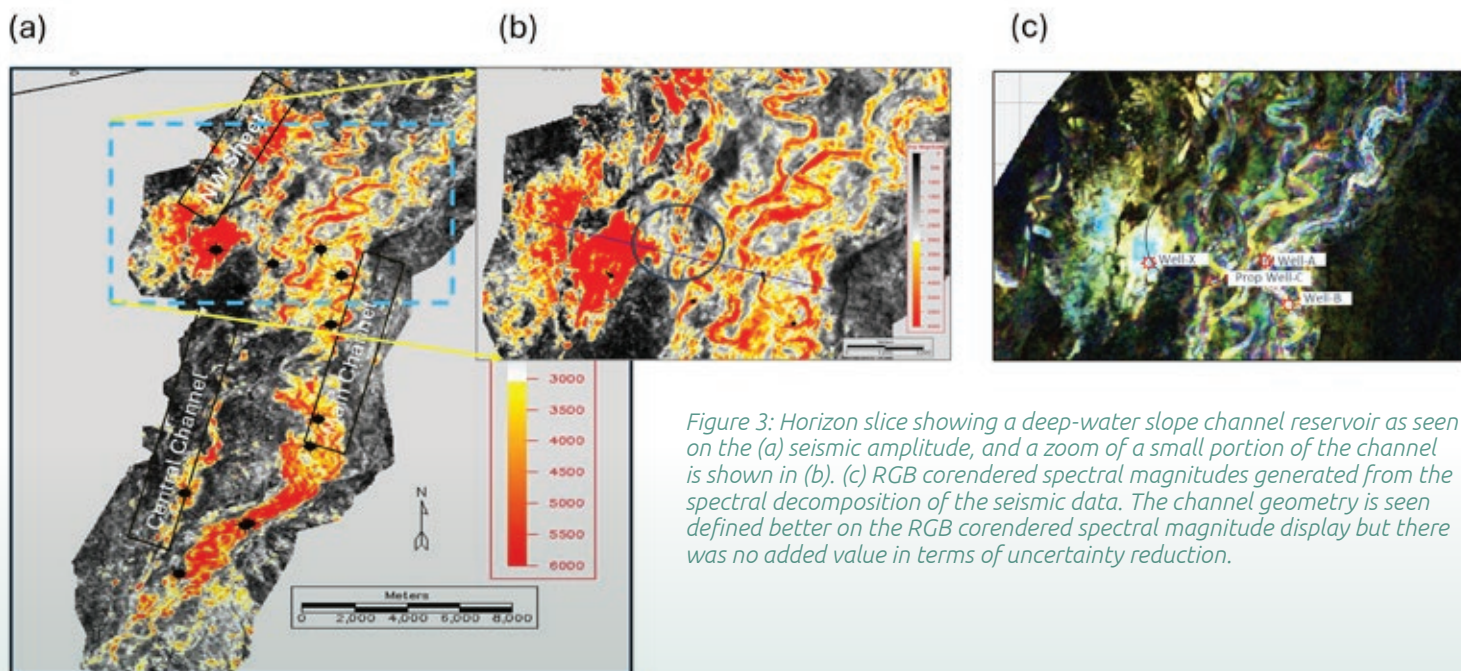 (a)
(b)
(c)
NW Sheet
Central Channel
Main Channel
N
3000
3500
4000
4500
5000
5500
6000
Meters
0 2,000 4,000 6,000 8,000
Well-X
Well-A
Prop Well-C
Well-B
Figure 3: Horizon slice showing a deep-water slope channel reservoir as seen
on the (a) seismic amplitude, and a zoom of a small portion of the channel
is shown in (b). (c) RGB corendered spectral magnitudes generated from the
spectral decomposition of the seismic data. The channel geometry is seen
defined better on the RGB corendered spectral magnitude display but there
was no added value in terms of uncertainty reduction.